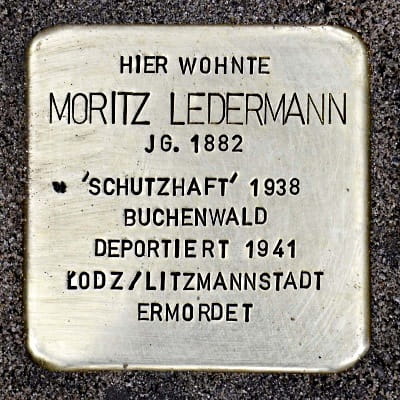 HIER WOHNTE
MORITZ LEDERMANN
JG. 1882
'SCHUTZHAFT' 1938
BUCHENWALD
DEPORTIERT 1941
ŁODZ/LITZMANNSTADT
ERMORDET